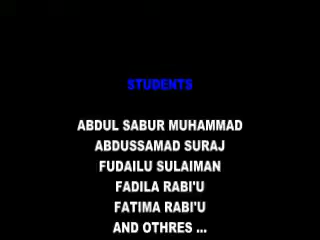 STUDENTS
ABDUL SABUR MUHAMMAD
ABDUSSAMAD SURAJ
FUDAILU SULAIMAN
FADILA RABI'U
FATIMA RABI'U
AND OTHRES ...